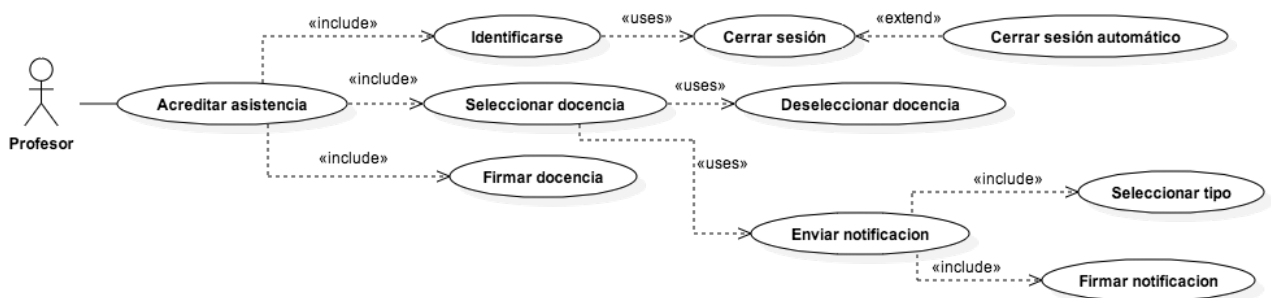 «include»
Identificarse
«uses»
Cerrar sesión
«extend»
Cerrar sesión automático
Profesor
Acreditar asistencia
«include»
Seleccionar docencia
«uses»
Deseleccionar docencia
«include»
Firmar docencia
«uses»
Enviar notificacion
«include»
Seleccionar tipo
«include»
Firmar notificacion